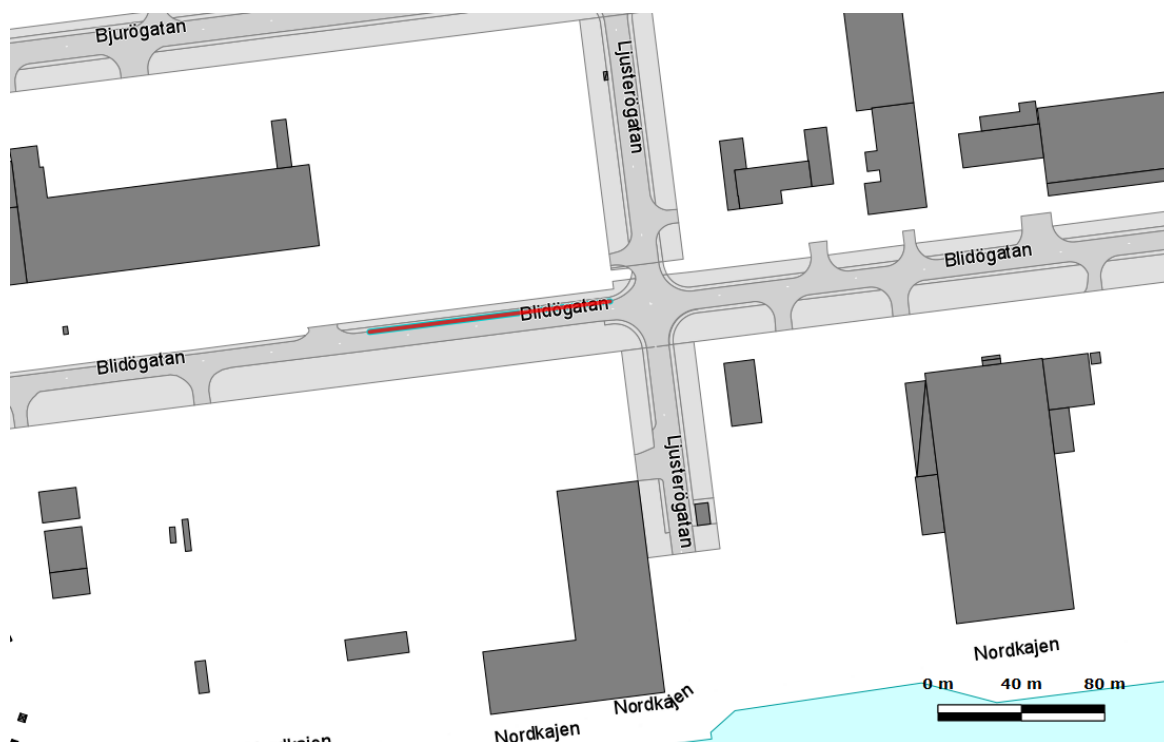 Bjurögatan
Ljusterögatan
Blidögatan
Blidögatan
Blidögatan
Ljusterögatan
Nordkajen
0 m 40 m 80 m
Nordkajen
Nordkajen